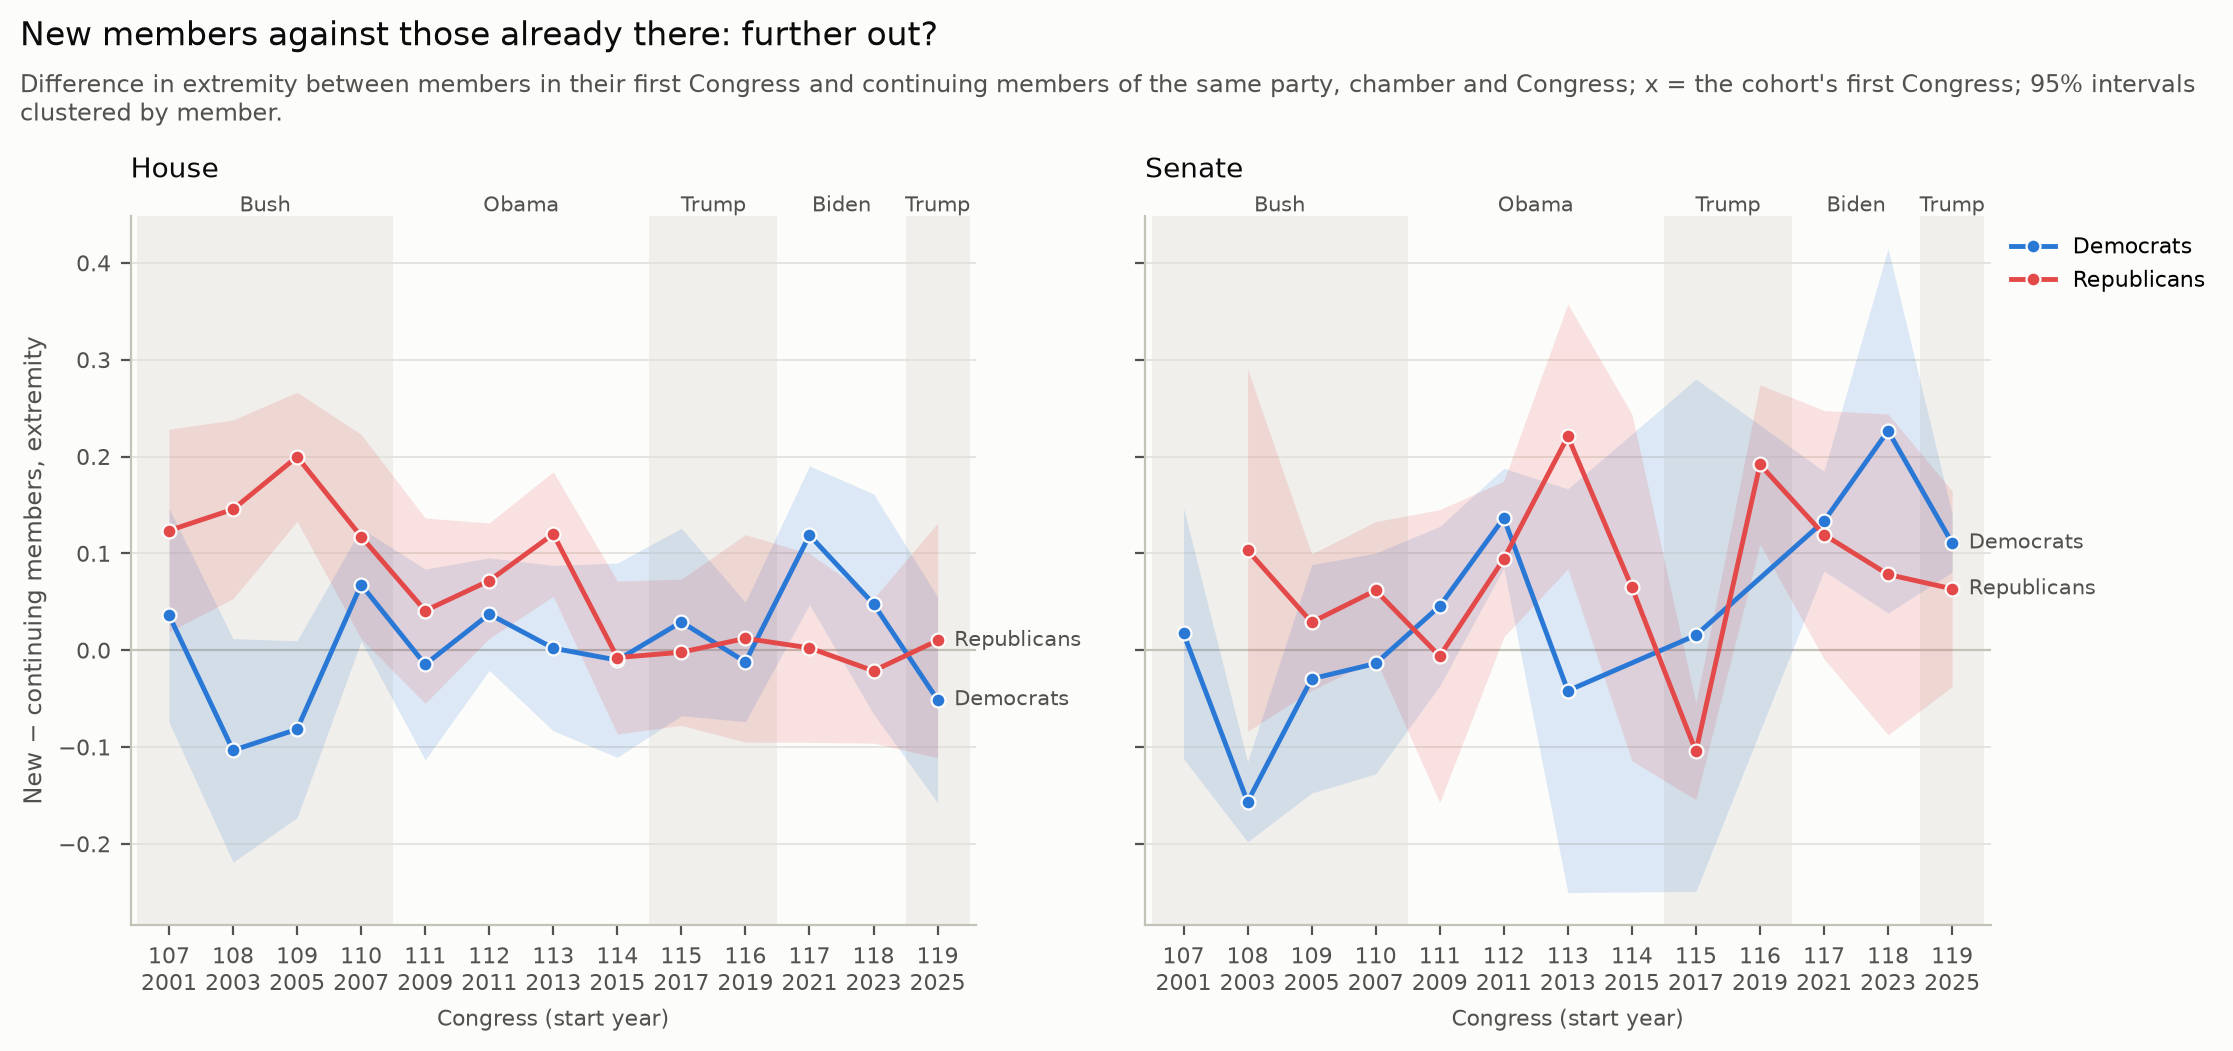 New members against those already there: further out?
Difference in extremity between members in their first Congress and continuing members of the same party, chamber and Congress; x = the cohort's first Congress; 95% intervals
clustered by member.
House
Bush Obama Trump Biden Trump
0.4
0.3
0.2
0.1
0.0
−0.1
−0.2
New − continuing members, extremity
Republicans
Democrats
107 108 109 110 111 112 113 114 115 116 117 118 119
2001 2003 2005 2007 2009 2011 2013 2015 2017 2019 2021 2023 2025
Congress (start year)
Senate
Bush Obama Trump Biden Trump
Democrats
Republicans
107 108 109 110 111 112 113 114 115 116 117 118 119
2001 2003 2005 2007 2009 2011 2013 2015 2017 2019 2021 2023 2025
Congress (start year)
Democrats
Republicans